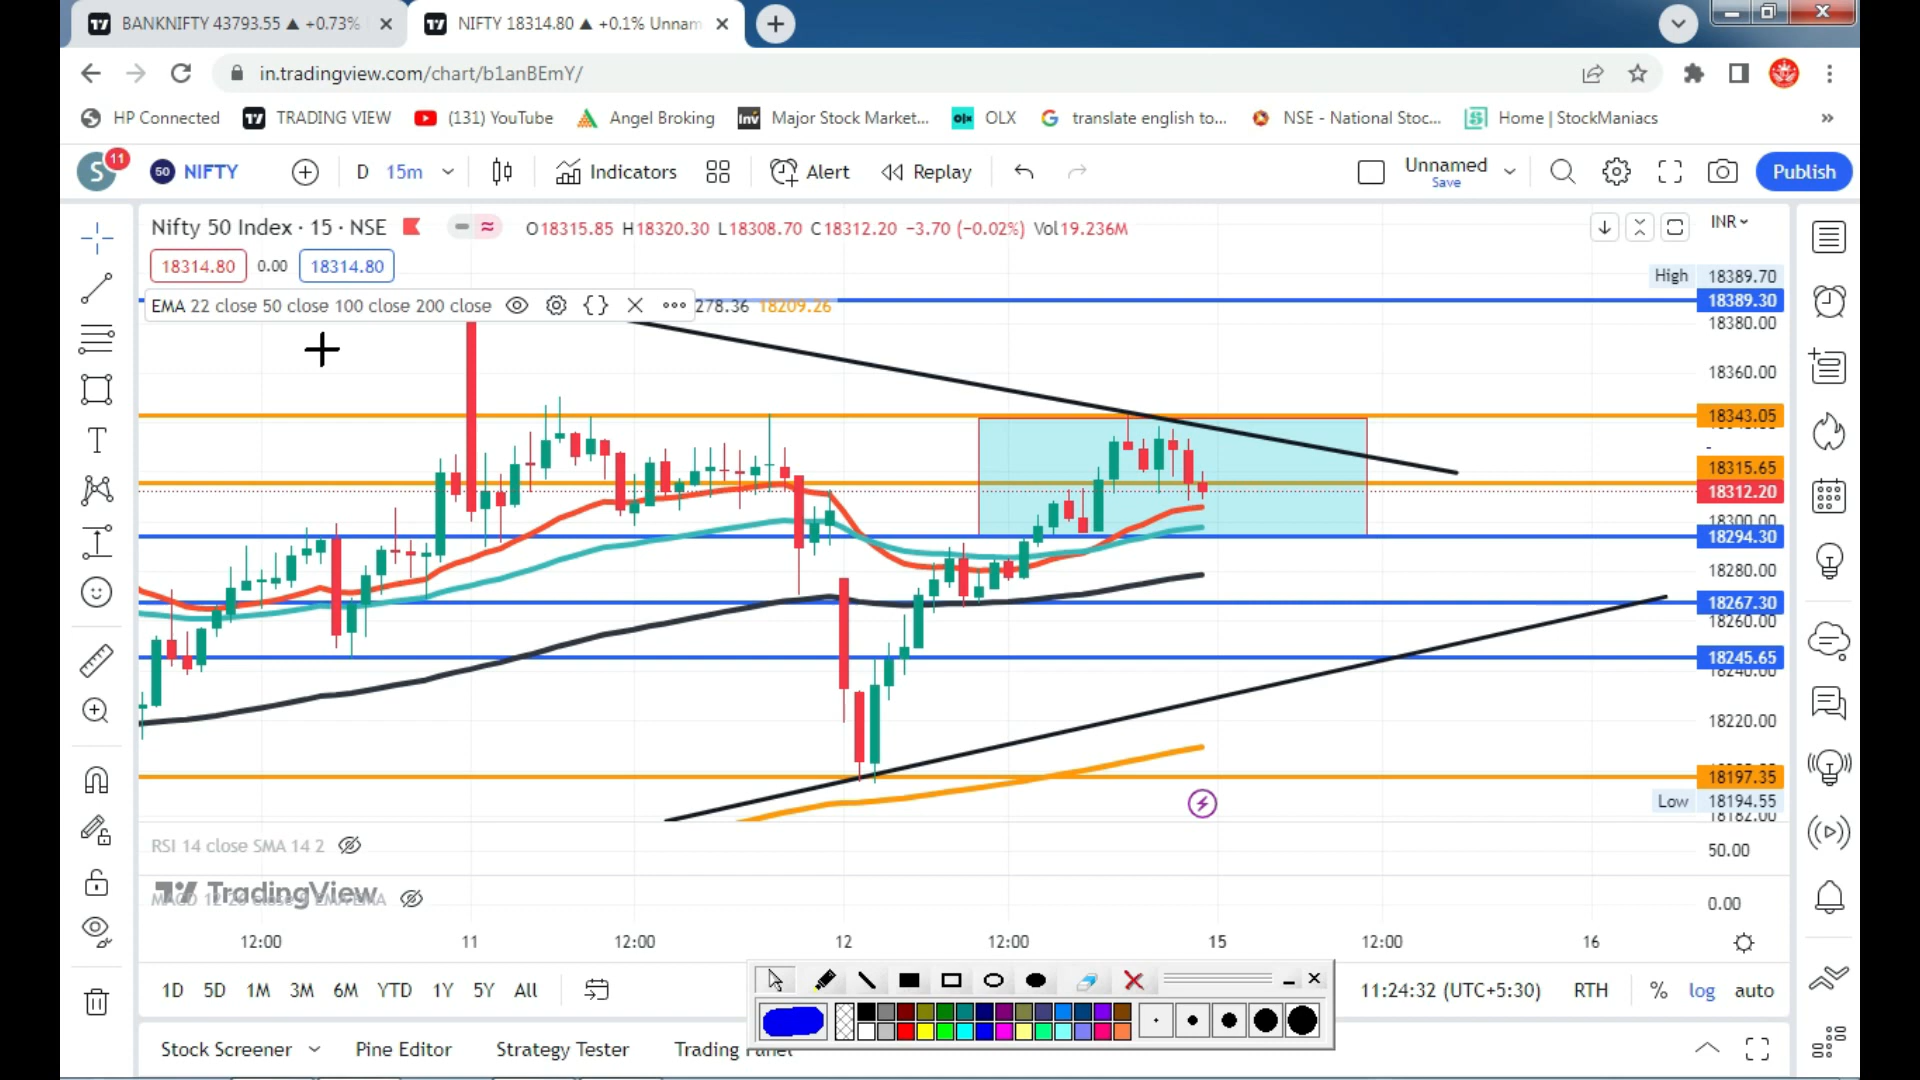 BANKNIFTY 43793.55 ▲ +0.73%
NIFTY 18314.80 ▲ +0.1% Unnam
in.tradingview.com/chart/b1anBEmY/
HP Connected TRADING VIEW (131) YouTube Angel Broking Inv Major Stock Market... OLX translate english to... NSE - National Stoc... Home | StockManiacs »
S 11 50 NIFTY D 15m Indicators Alert Replay Unnamed Publish
Save
Nifty 50 Index · 15 · NSE O18315.85 H18320.30 L18308.70 C18312.20 −3.70 (−0.02%) Vol19.236M INR
18314.80 0.00 18314.80
High 18389.70
18389.30
EMA 22 close 50 close 100 close 200 close 278.36 18209.26
18380.00
18360.00
18343.05
18315.65
18312.20
18300.00
18294.30
18280.00
18267.30
18260.00
18245.65
18240.00
18220.00
18197.35
Low 18194.55
18182.00
RSI 14 close SMA 14 2 50.00
TradingView
0.00
12:00 11 12:00 12 12:00 15 12:00 16
1D 5D 1M 3M 6M YTD 1Y 5Y All 11:24:32 (UTC+5:30) RTH % log auto
Stock Screener Pine Editor Strategy Tester Trading Panel